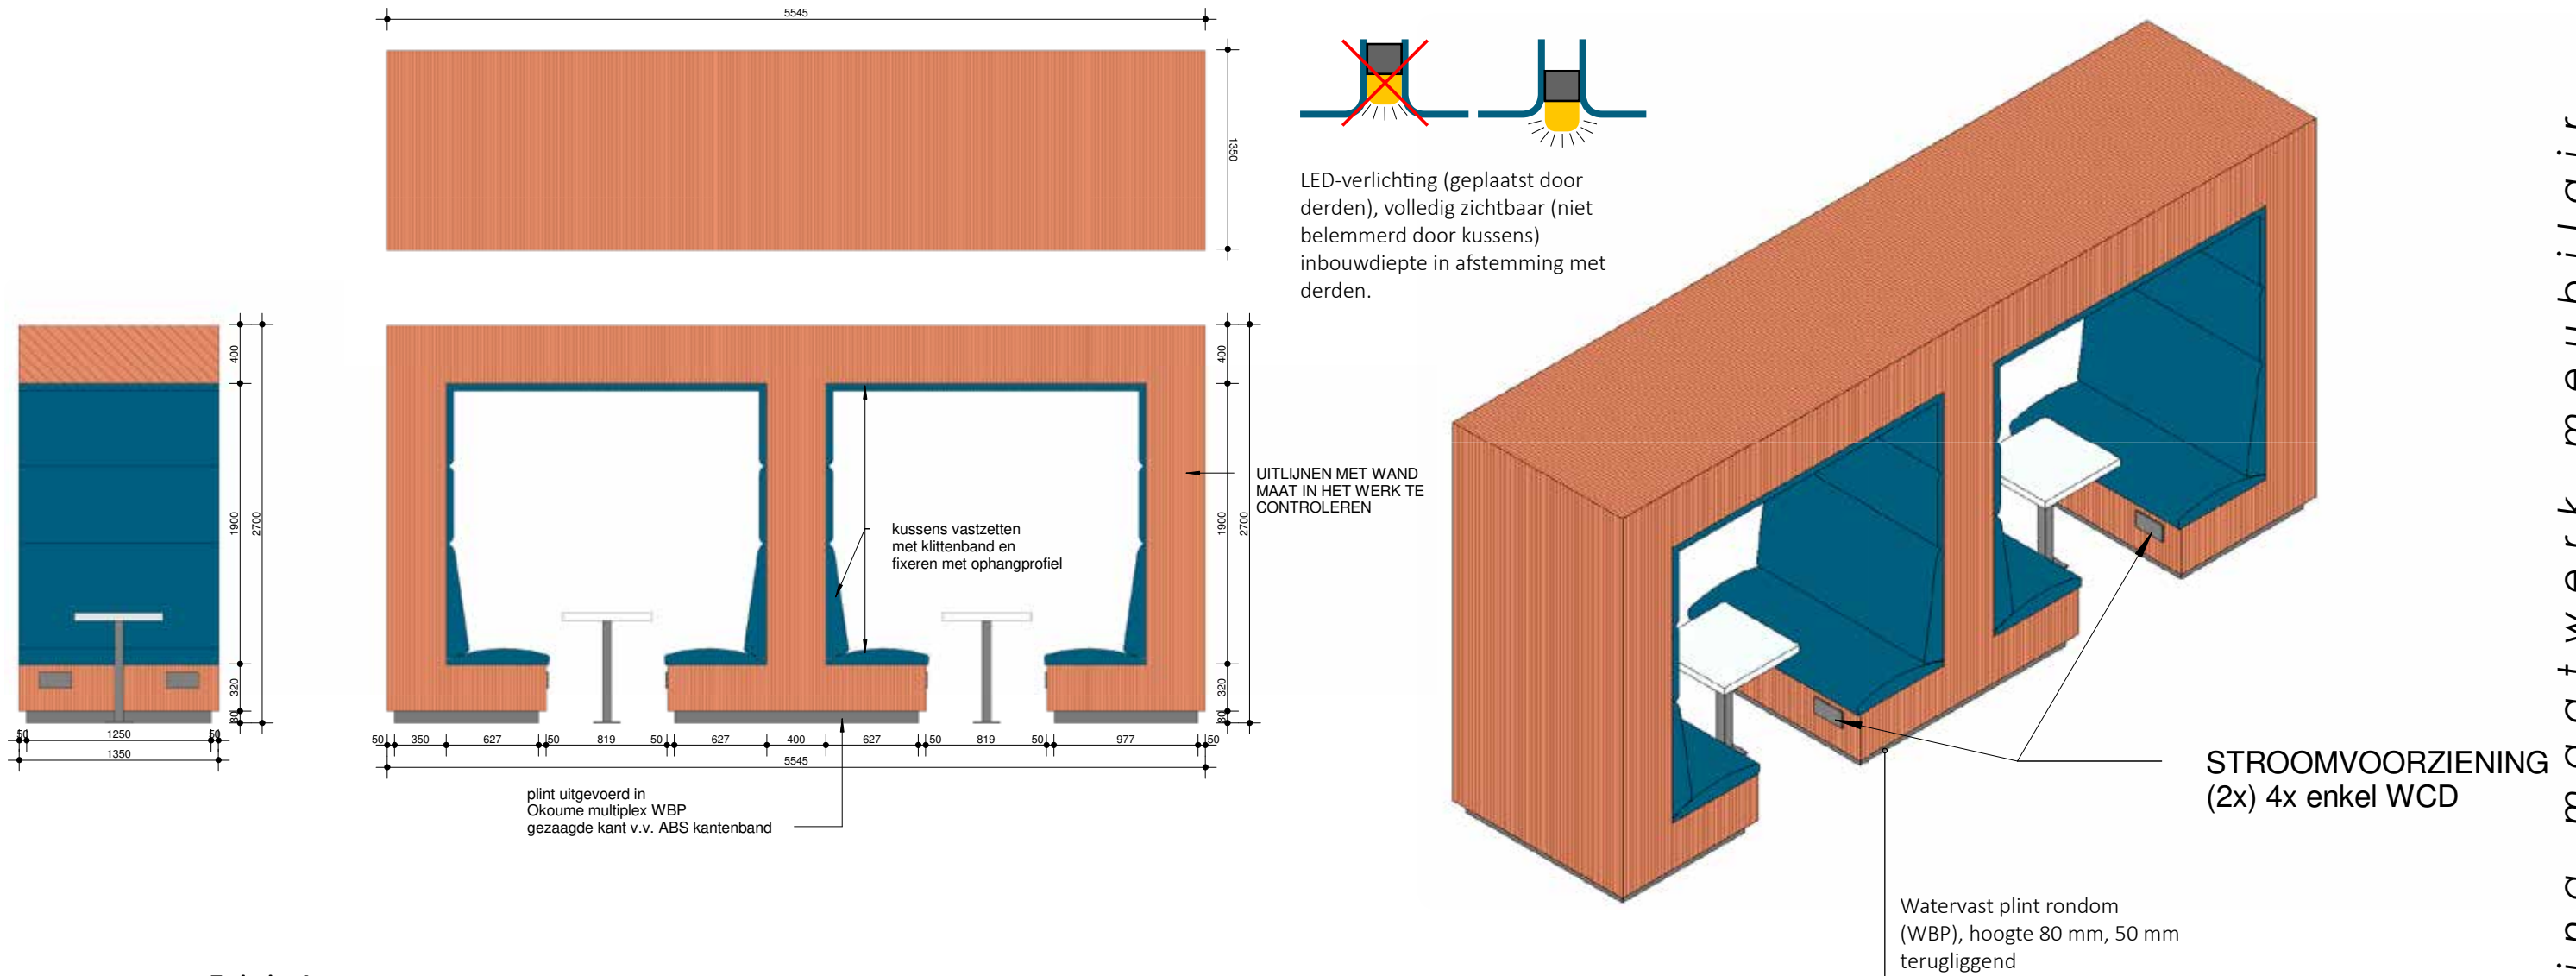 5545
1350
LED-verlichting (geplaatst door
derden), volledig zichtbaar (niet
belemmerd door kussens)
inbouwdiepte in afstemming met
derden.
400
1900
2700
320
80
50
1250
50
1350
400
1900
2700
320
80
UITLIJNEN MET WAND
MAAT IN HET WERK TE
CONTROLEREN
kussens vastzetten
met klittenband en
fixeren met ophangprofiel
50 350 627 50 819 50 627 400 627 50 819 50 977 50
5545
plint uitgevoerd in
Okoume multiplex WBP
gezaagde kant v.v. ABS kantenband
STROOMVOORZIENING
(2x) 4x enkel WCD
Watervast plint rondom
(WBP), hoogte 80 mm, 50 mm
terugliggend
ing maatwerk meubilair